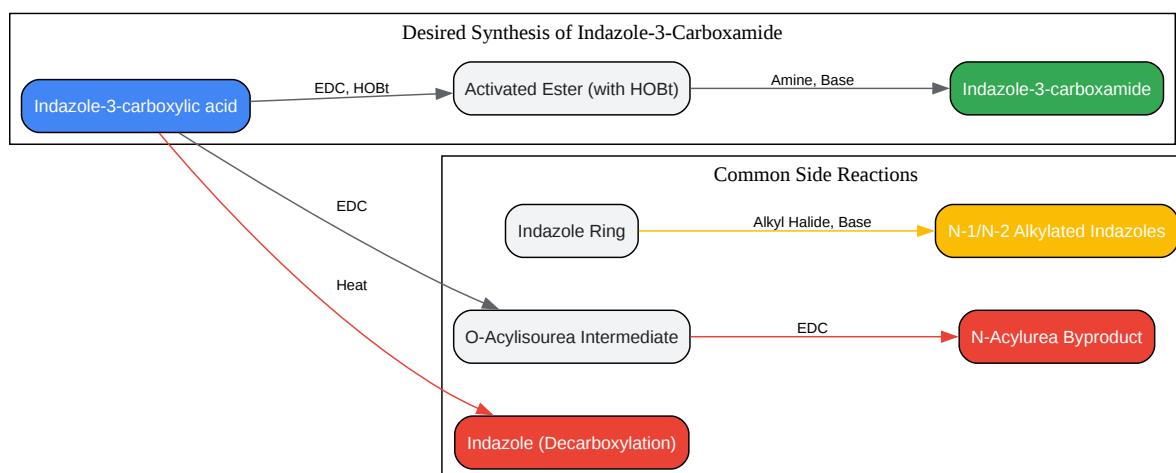 Desired Synthesis of Indazole-3-Carboxamide
Indazole-3-carboxylic acid
EDC, HOBt
Activated Ester (with HOBt)
Amine, Base
Indazole-3-carboxamide
Common Side Reactions
EDC
Indazole Ring
Alkyl Halide, Base
N-1/N-2 Alkylated Indazoles
Heat
O-Acylisourea Intermediate
EDC
N-Acylurea Byproduct
Indazole (Decarboxylation)